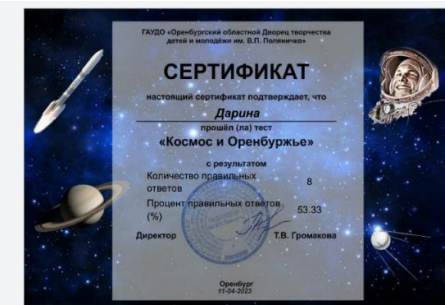 ГАУДО «Оренбургский областной Дворец творчества
детей и молодёжи им. В.П. Поляничко»
СЕРТИФИКАТ
настоящий сертификат подтверждает, что
Дарина
прошёл (ла) тест
«Космос и Оренбуржье»
с результатом
Количество правильных
ответов
8
Процент правильных ответов
(%)
53.33
Директор
Т.В. Громакова
Оренбург
11-04-2023